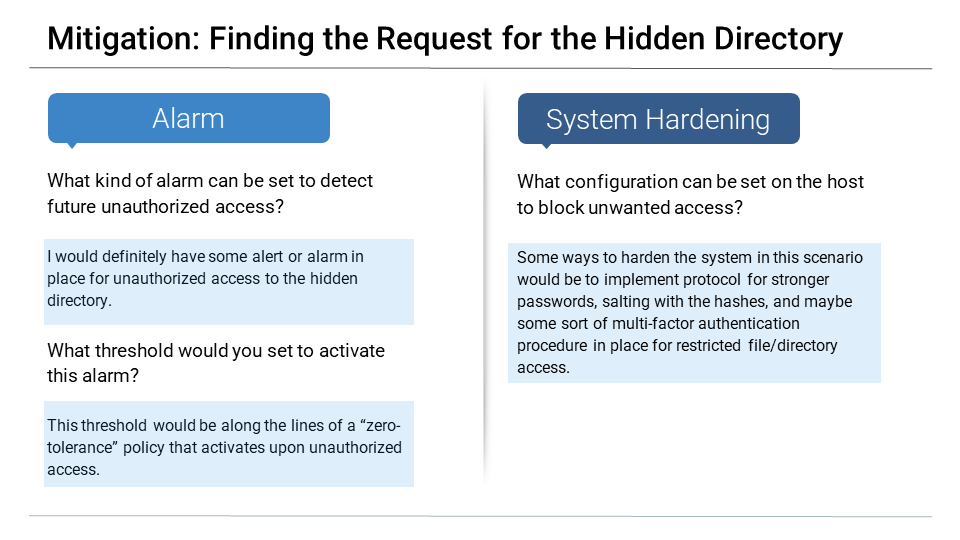 Mitigation: Finding the Request for the Hidden Directory
Alarm
What kind of alarm can be set to detect
future unauthorized access?
I would definitely have some alert or alarm in
place for unauthorized access to the hidden
directory.
What threshold would you set to activate
this alarm?
This threshold would be along the lines of a “zero-
tolerance” policy that activates upon unauthorized
access.
System Hardening
What configuration can be set on the host
to block unwanted access?
Some ways to harden the system in this scenario
would be to implement protocol for stronger
passwords, salting with the hashes, and maybe
some sort of multi-factor authentication
procedure in place for restricted file/directory
access.